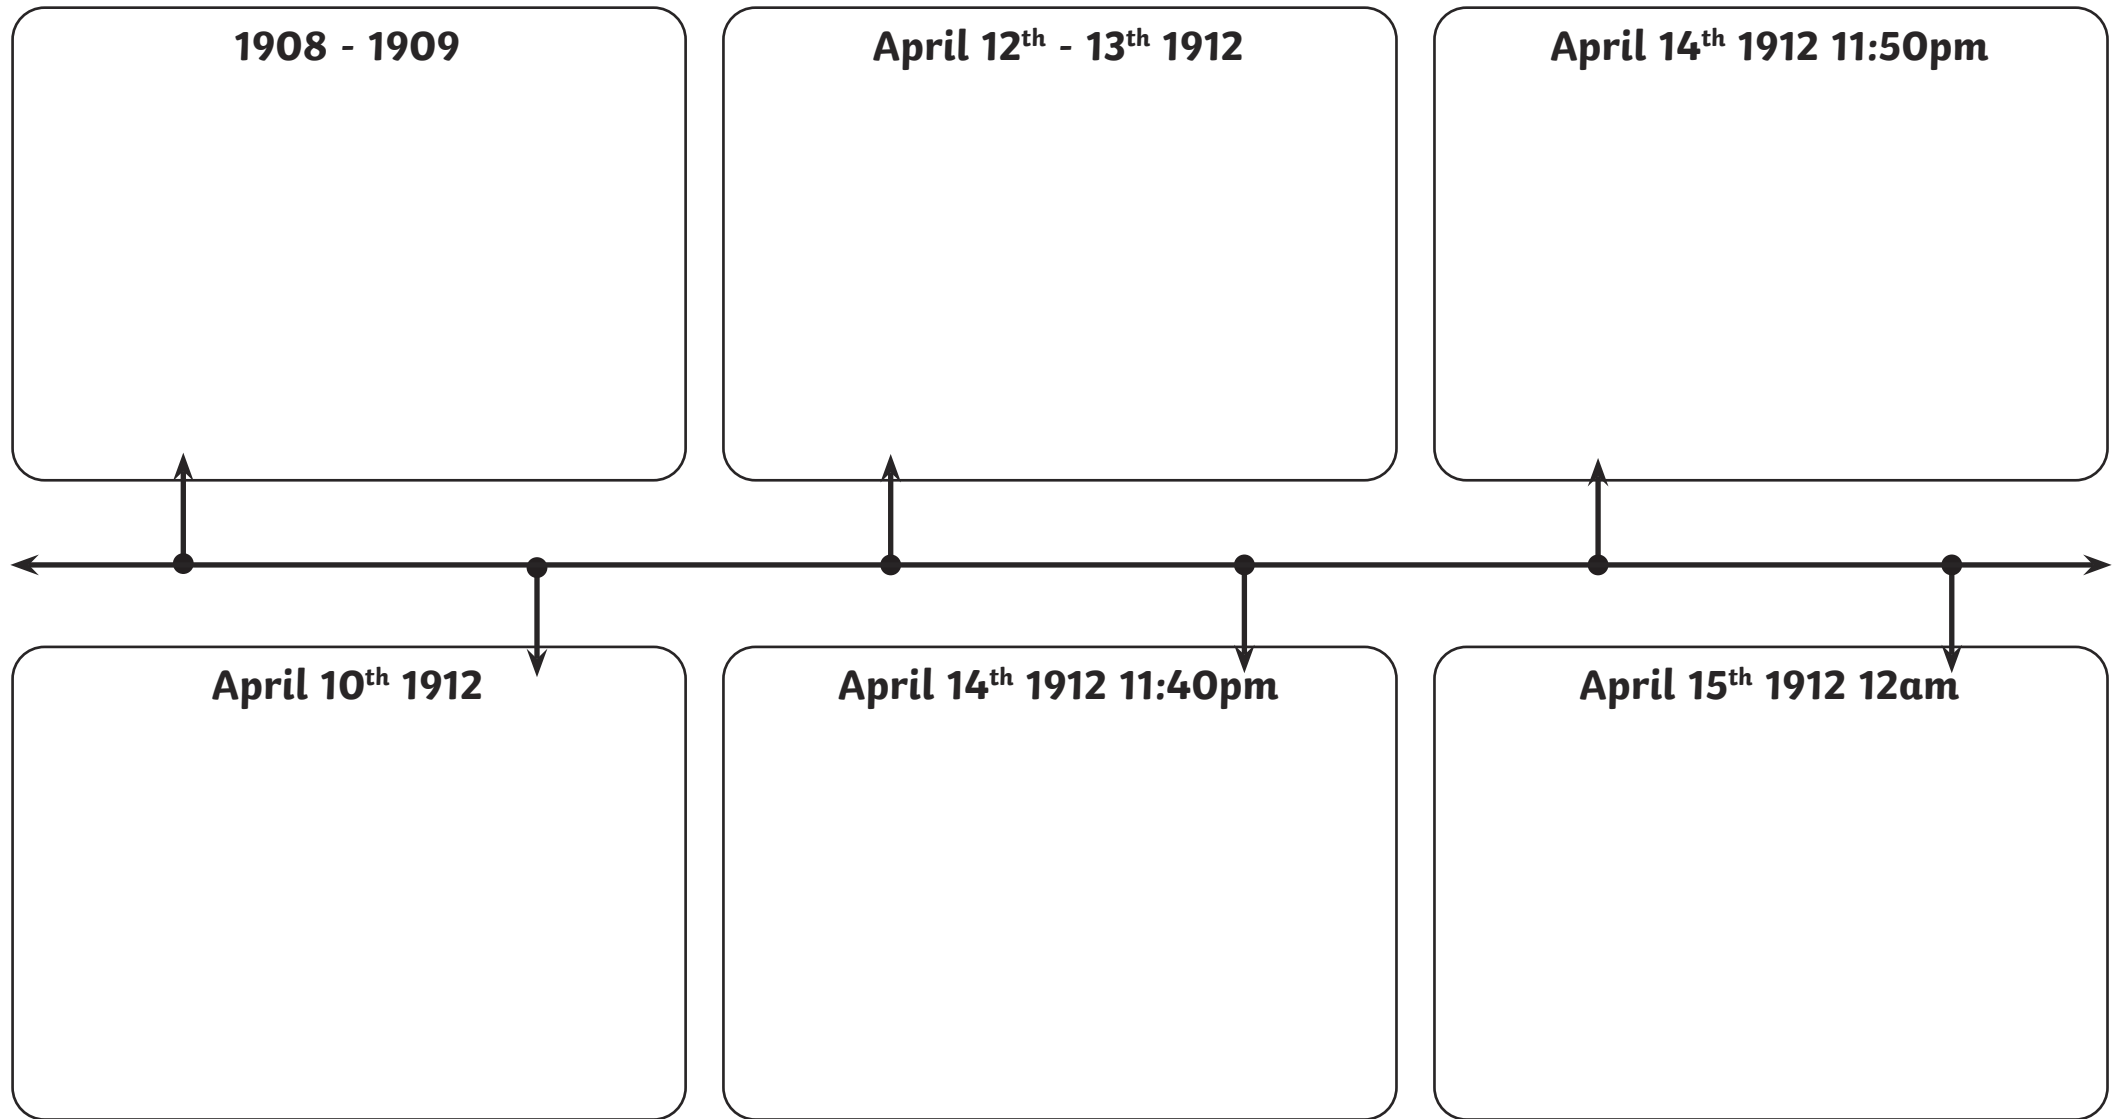 1908 - 1909
April 12th - 13th 1912
April 14th 1912 11:50pm
April 10th 1912
April 14th 1912 11:40pm
April 15th 1912 12am